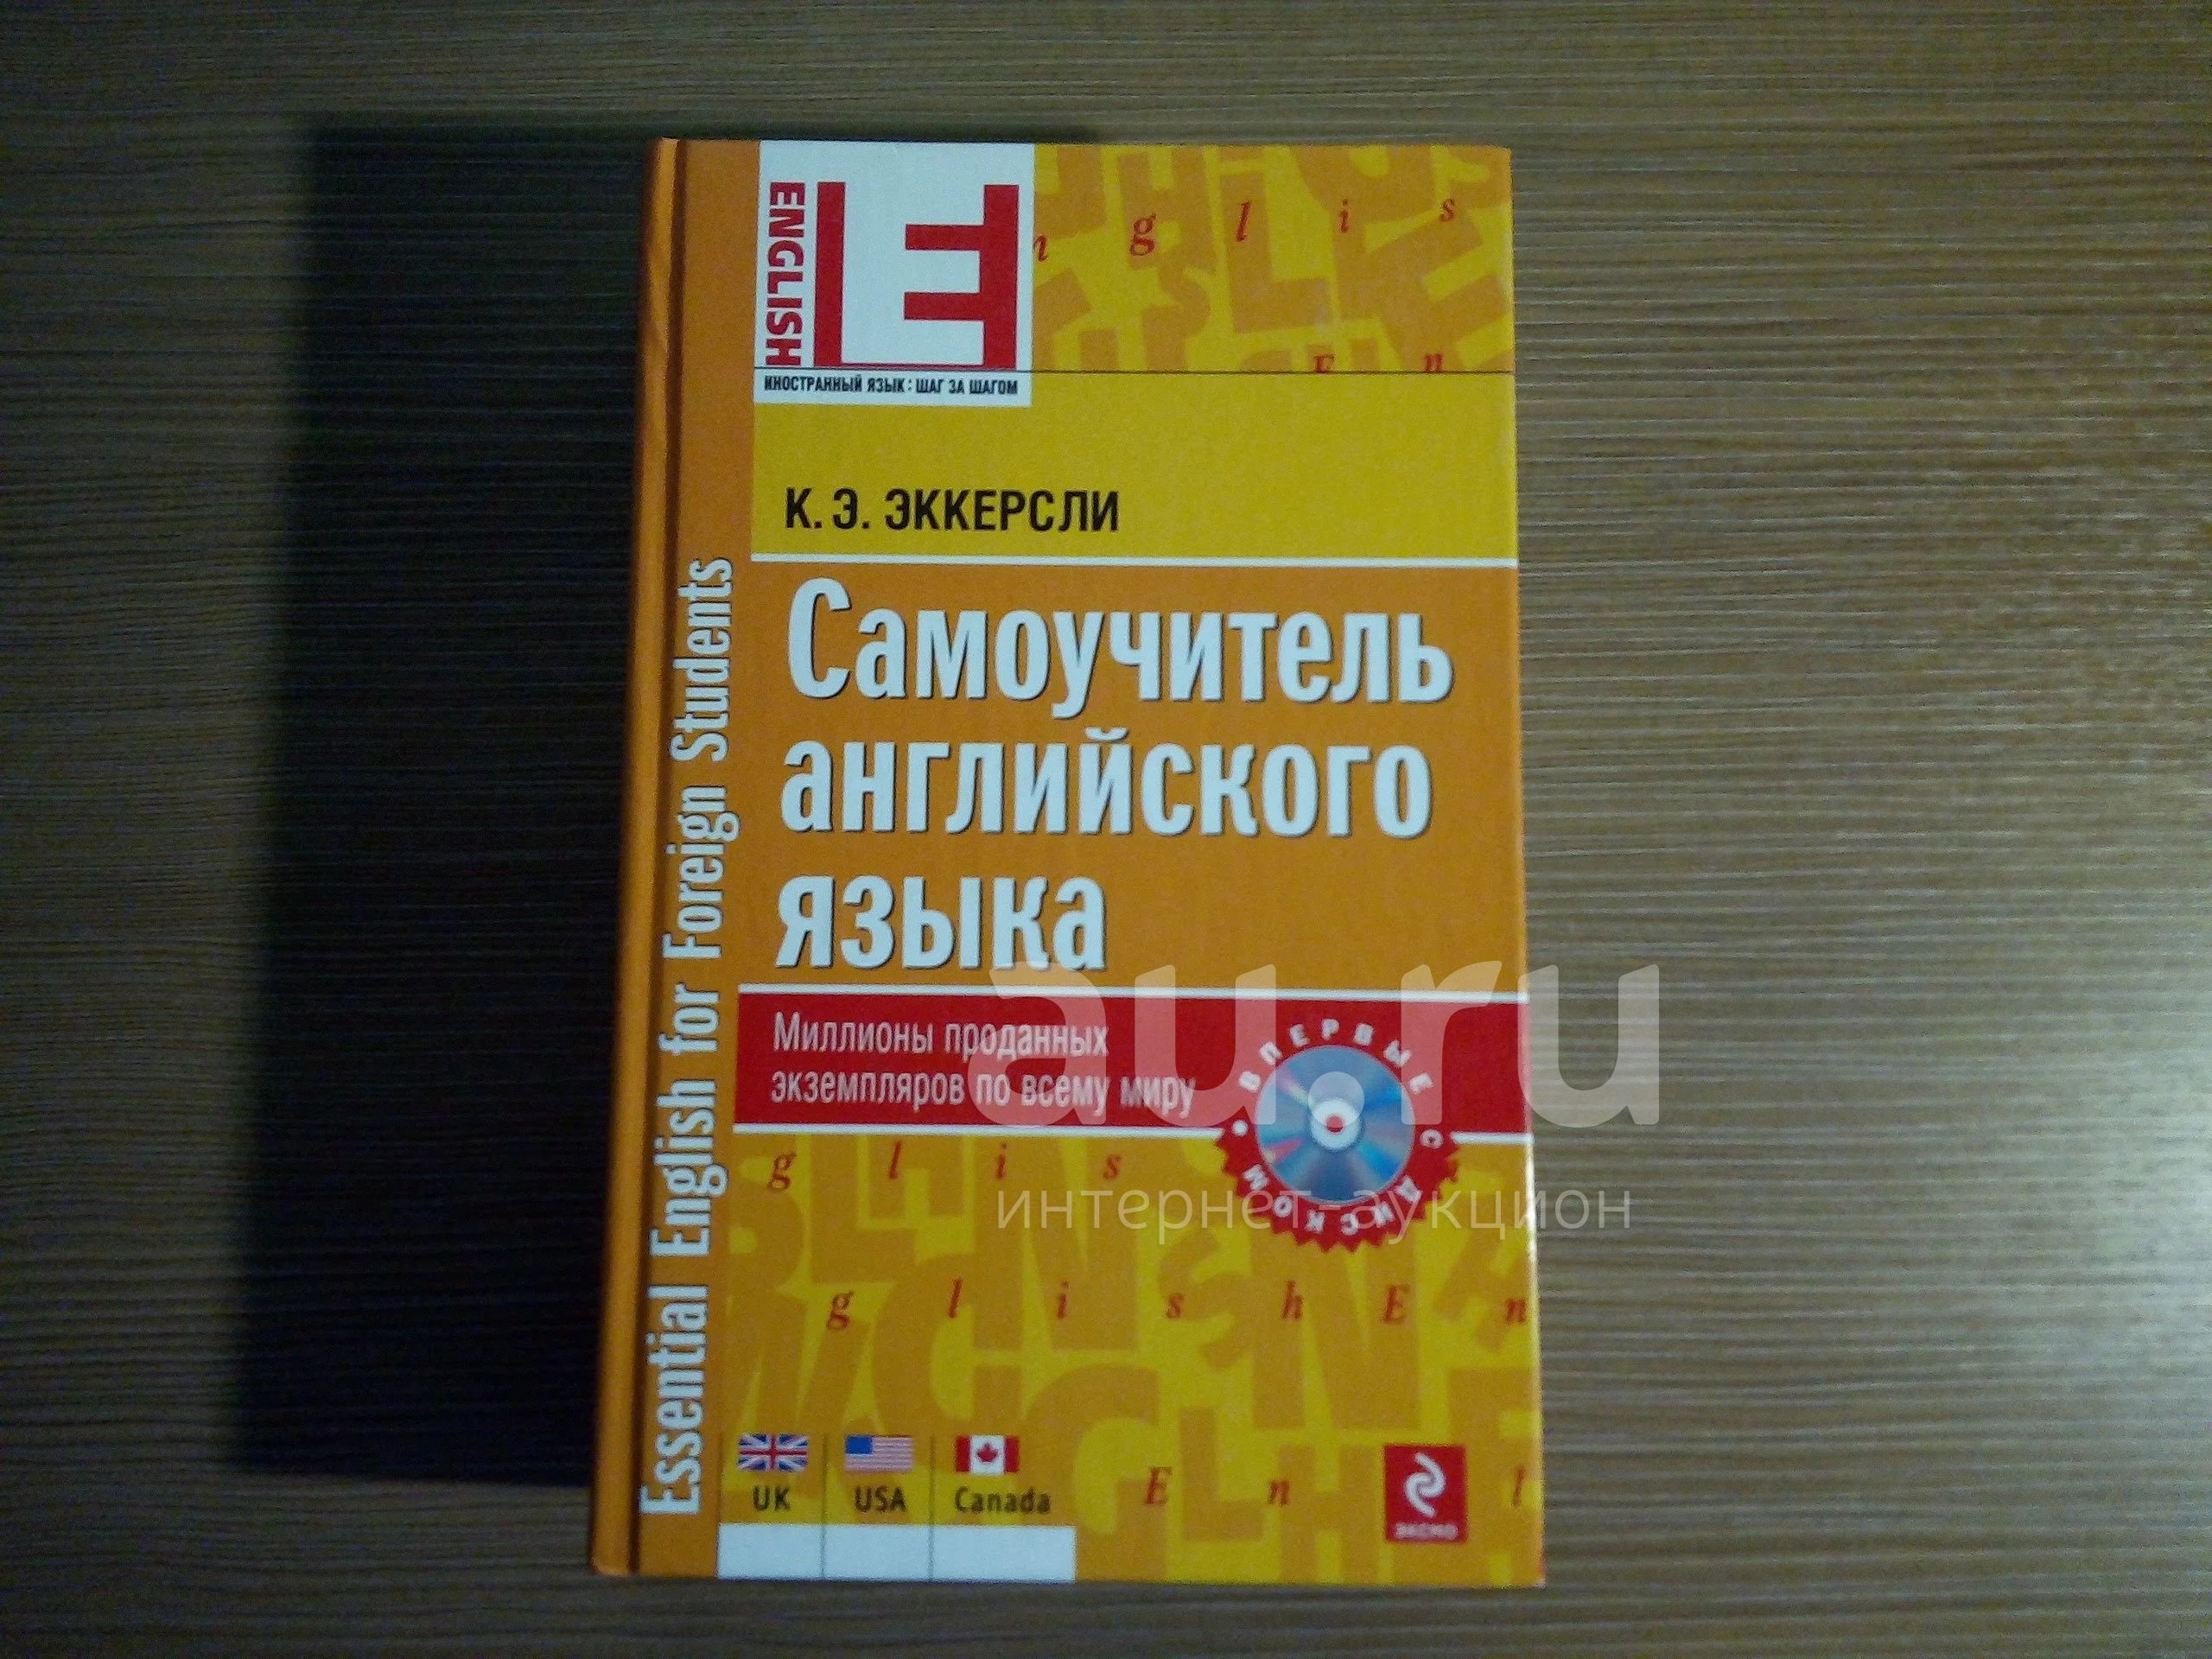 ENGLISH
E
ИНОСТРАННЫЙ ЯЗЫК: ШАГ ЗА ШАГОМ
n g l i s
E n
К. Э. ЭККЕРСЛИ
Самоучитель
английского
языка
Essential English for Foreign Students
Миллионы проданных
экземпляров по всему миру
ВПЕРВЫЕ С ДИСКОМ
au.ru
интернет аукцион
g l i s
g l i s h E n
E n l
UK USA Canada
ЭКСМО